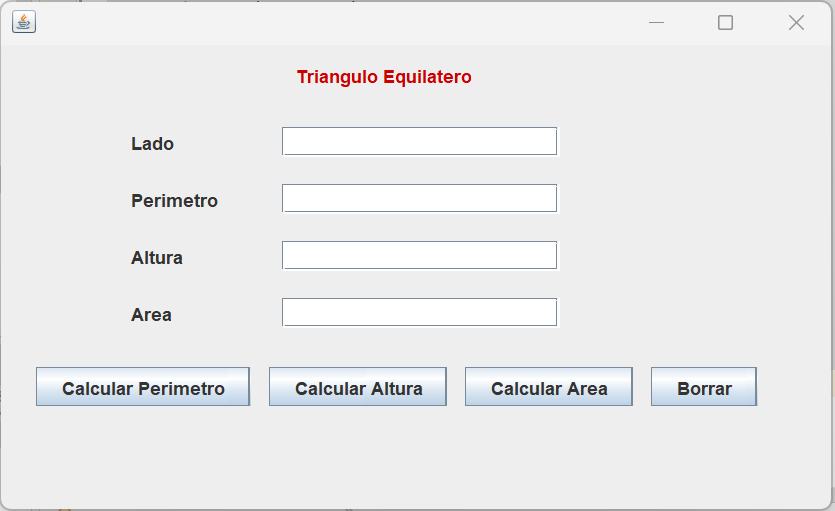 Triangulo Equilatero
Lado
Perimetro
Altura
Area
Calcular Perimetro Calcular Altura Calcular Area Borrar